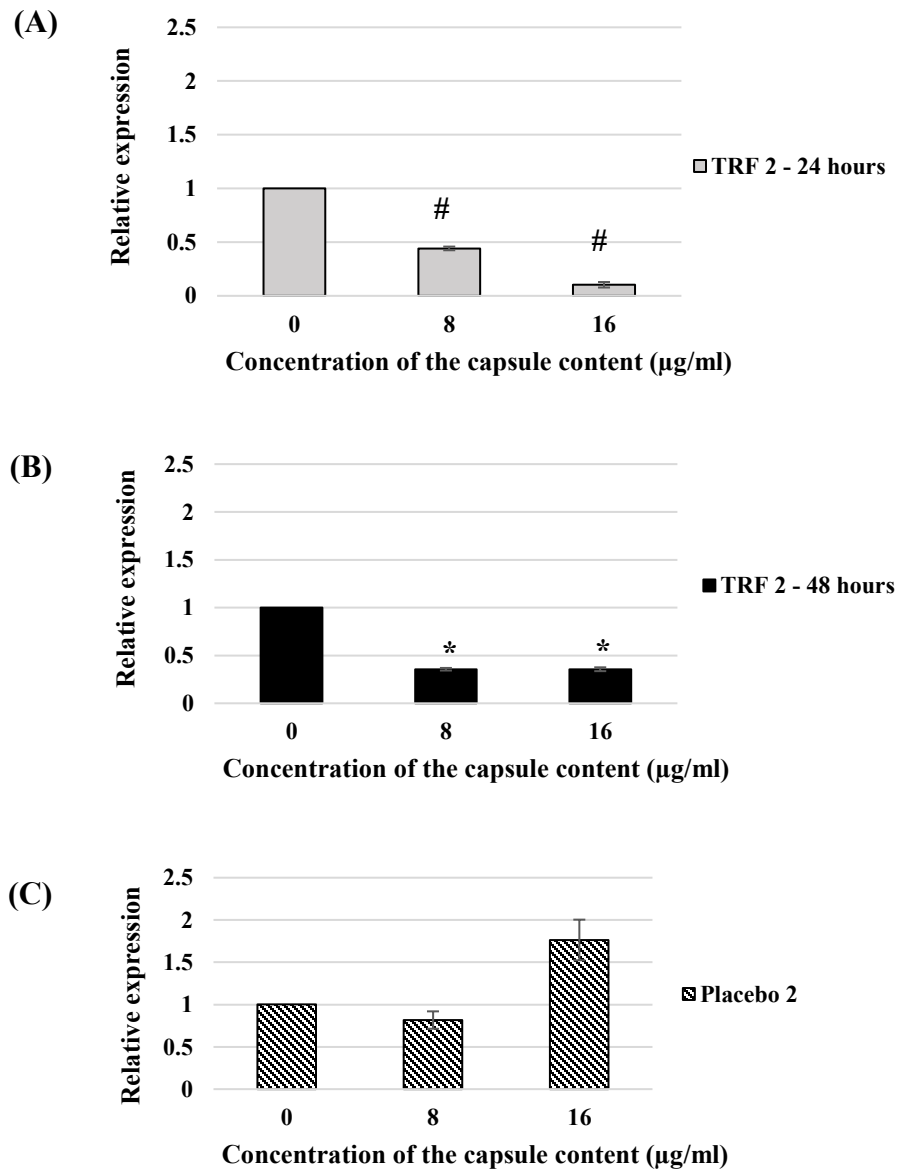 (A)
2.5
2
1.5
1
0.5
0
Relative expression
#
#
0 8 16
Concentration of the capsule content (µg/ml)
TRF 2 - 24 hours
(B)
2.5
2
1.5
1
0.5
0
Relative expression
*
*
0 8 16
Concentration of the capsule content (µg/ml)
TRF 2 - 48 hours
(C)
2.5
2
1.5
1
0.5
0
Relative expression
0 8 16
Concentration of the capsule content (µg/ml)
Placebo 2